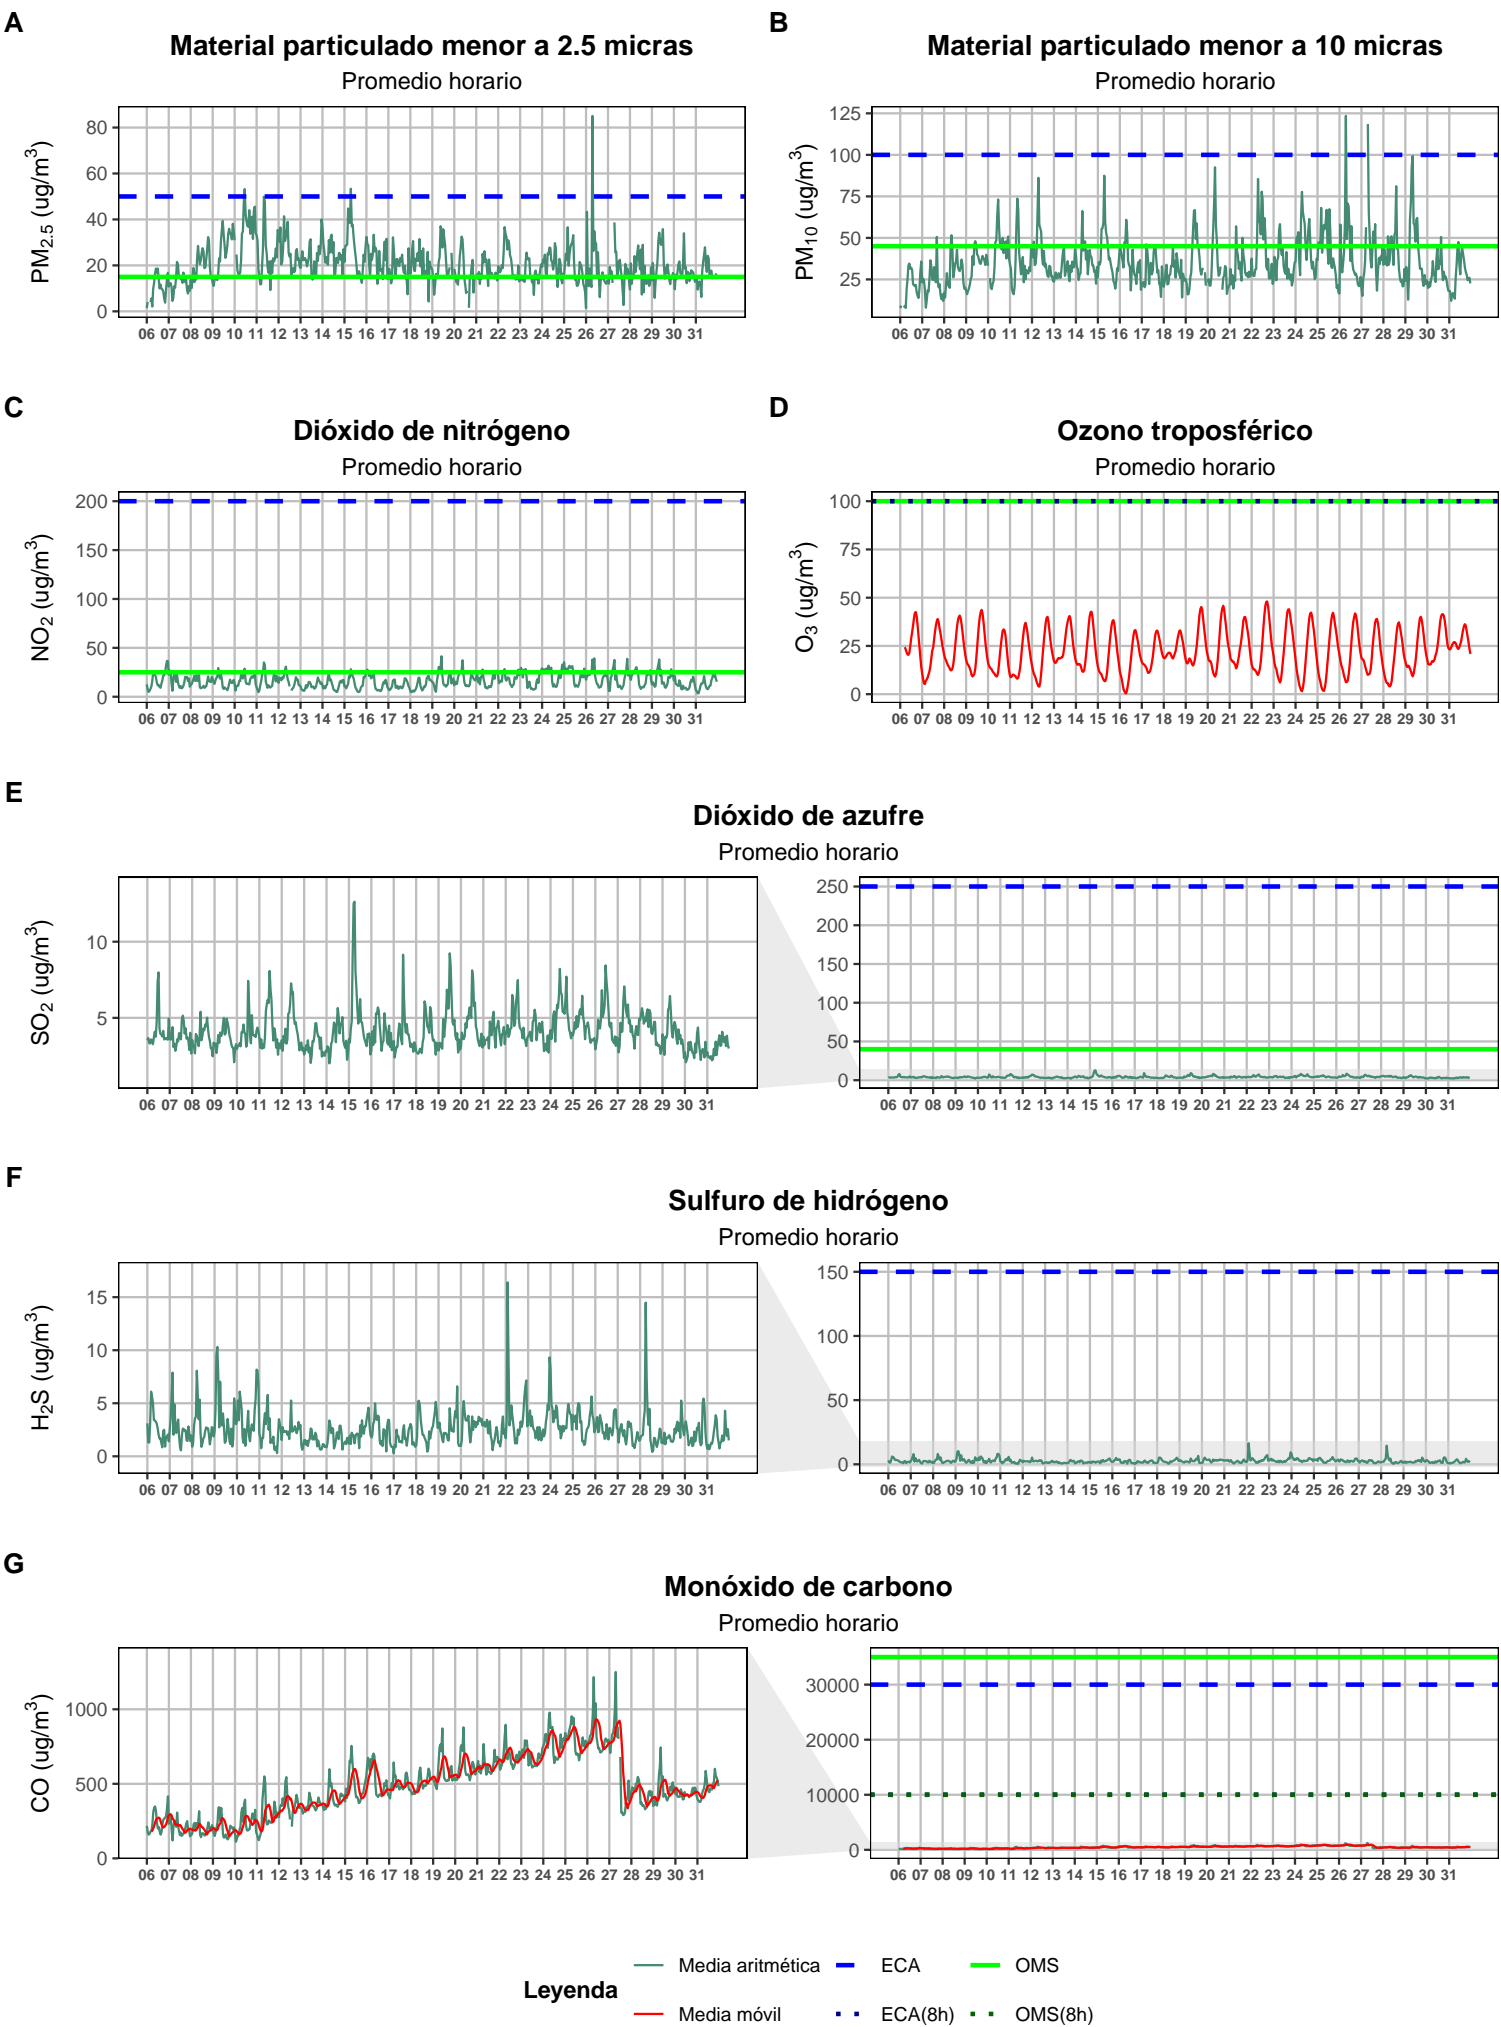 A
Material particulado menor a 2.5 micras
Promedio horario
PM2.5 (ug/m3)
80
60
40
20
0
06 07 08 09 10 11 12 13 14 15 16 17 18 19 20 21 22 23 24 25 26 27 28 29 30 31
B
Material particulado menor a 10 micras
Promedio horario
PM10 (ug/m3)
125
100
75
50
25
06 07 08 09 10 11 12 13 14 15 16 17 18 19 20 21 22 23 24 25 26 27 28 29 30 31
C
Dióxido de nitrógeno
Promedio horario
NO2 (ug/m3)
200
150
100
50
0
06 07 08 09 10 11 12 13 14 15 16 17 18 19 20 21 22 23 24 25 26 27 28 29 30 31
D
Ozono troposférico
Promedio horario
O3 (ug/m3)
100
75
50
25
0
06 07 08 09 10 11 12 13 14 15 16 17 18 19 20 21 22 23 24 25 26 27 28 29 30 31
E
Dióxido de azufre
Promedio horario
SO2 (ug/m3)
10
5
06 07 08 09 10 11 12 13 14 15 16 17 18 19 20 21 22 23 24 25 26 27 28 29 30 31
250
200
150
100
50
0
06 07 08 09 10 11 12 13 14 15 16 17 18 19 20 21 22 23 24 25 26 27 28 29 30 31
F
Sulfuro de hidrógeno
Promedio horario
H2S (ug/m3)
15
10
5
0
06 07 08 09 10 11 12 13 14 15 16 17 18 19 20 21 22 23 24 25 26 27 28 29 30 31
150
100
50
0
06 07 08 09 10 11 12 13 14 15 16 17 18 19 20 21 22 23 24 25 26 27 28 29 30 31
G
Monóxido de carbono
Promedio horario
CO (ug/m3)
1000
500
0
06 07 08 09 10 11 12 13 14 15 16 17 18 19 20 21 22 23 24 25 26 27 28 29 30 31
30000
20000
10000
0
06 07 08 09 10 11 12 13 14 15 16 17 18 19 20 21 22 23 24 25 26 27 28 29 30 31
Leyenda
Media aritmética ECA OMS
Media móvil ECA(8h) OMS(8h)